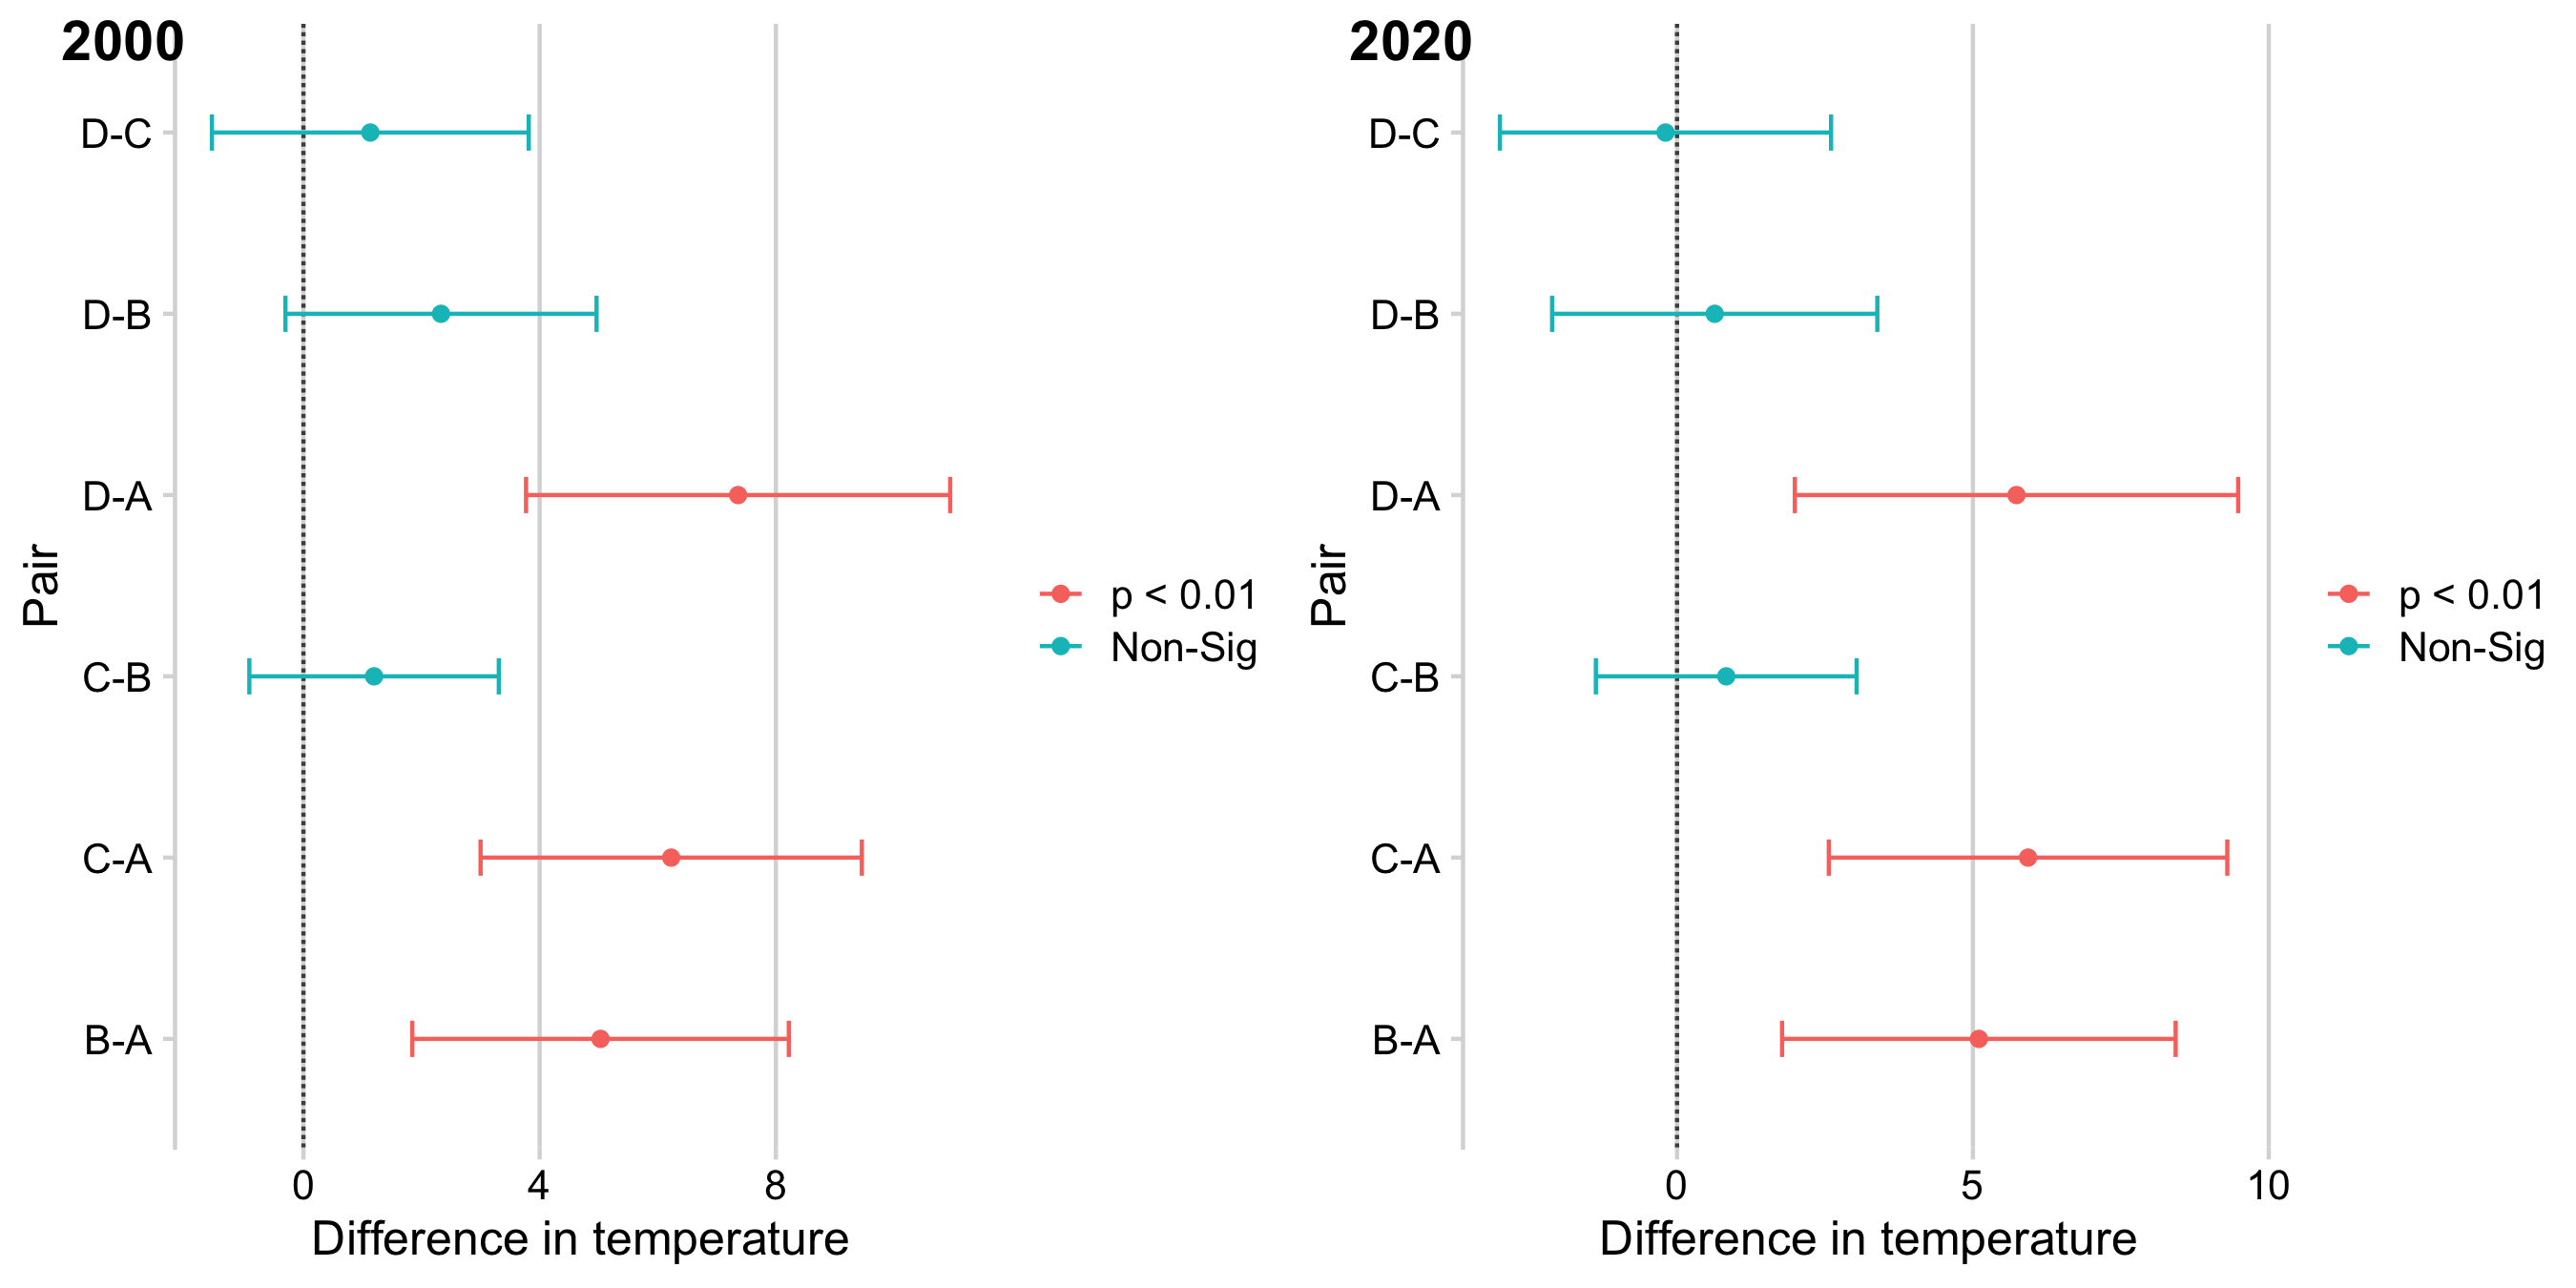 2000
D-C
D-B
D-A
C-B
C-A
B-A
Pair
0 4 8
Difference in temperature
p < 0.01
Non-Sig
2020
D-C
D-B
D-A
C-B
C-A
B-A
Pair
0 5 10
Difference in temperature
p < 0.01
Non-Sig